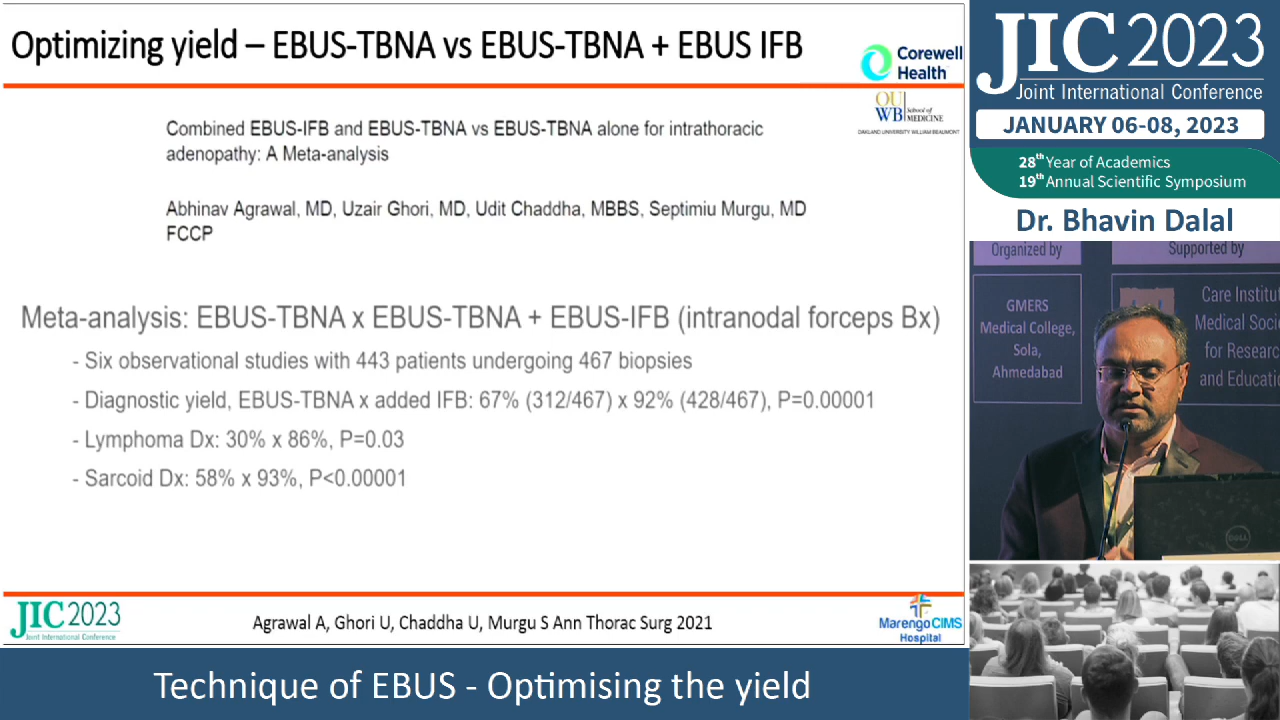 Optimizing yield – EBUS-TBNA vs EBUS-TBNA + EBUS IFB
Corewell
Health
OU
WB
School of
MEDICINE
OAKLAND UNIVERSITY WILLIAM BEAUMONT
Combined EBUS-IFB and EBUS-TBNA vs EBUS-TBNA alone for intrathoracic
adenopathy: A Meta-analysis
Abhinav Agrawal, MD, Uzair Ghori, MD, Udit Chaddha, MBBS, Septimiu Murgu, MD
FCCP
Meta-analysis: EBUS-TBNA x EBUS-TBNA + EBUS-IFB (intranodal forceps Bx)
- Six observational studies with 443 patients undergoing 467 biopsies
- Diagnostic yield, EBUS-TBNA x added IFB: 67% (312/467) x 92% (428/467), P=0.00001
- Lymphoma Dx: 30% x 86%, P=0.03
- Sarcoid Dx: 58% x 93%, P<0.00001
JIC 2023
Joint International Conference
Agrawal A, Ghori U, Chaddha U, Murgu S Ann Thorac Surg 2021
Marengo CIMS
Hospital
Technique of EBUS - Optimising the yield
JIC 2023
Joint International Conference
JANUARY 06-08, 2023
28th Year of Academics
19th Annual Scientific Symposium
Dr. Bhavin Dalal
Organized by
Supported by
GMERS
Medical College,
Sola,
Ahmedabad
Care Institut
Medical Socie
for Researc
and Educatio
DELL